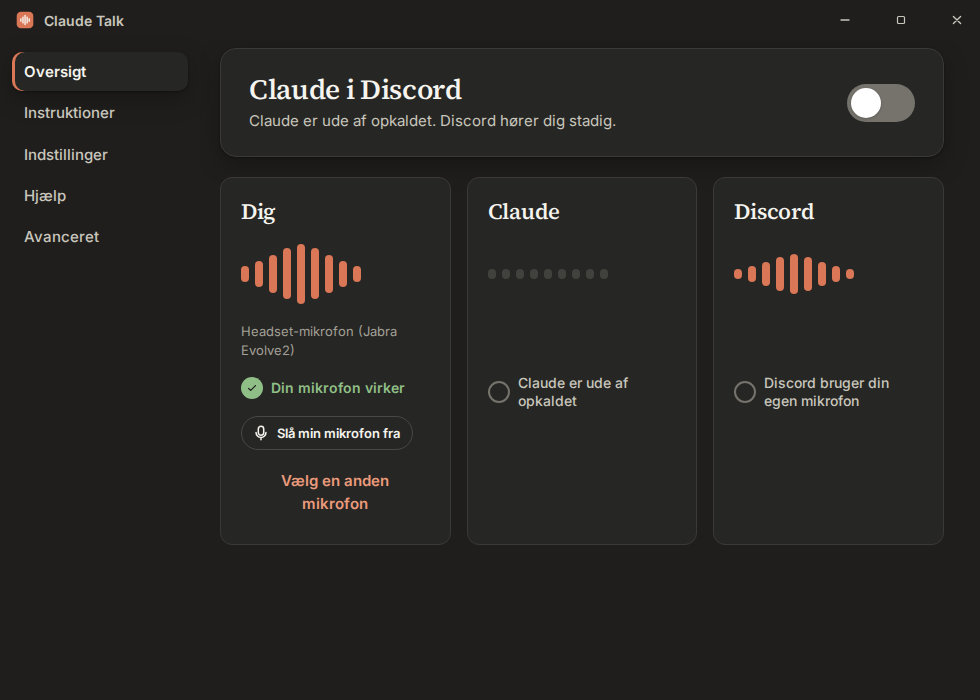 Claude Talk
Oversigt
Instruktioner
Indstillinger
Hjælp
Avanceret
Claude i Discord
Claude er ude af opkaldet. Discord hører dig stadig.
Dig
Headset-mikrofon (Jabra
Evolve2)
Din mikrofon virker
Slå min mikrofon fra
Vælg en anden
mikrofon
Claude
Claude er ude af
opkaldet
Discord
Discord bruger din
egen mikrofon